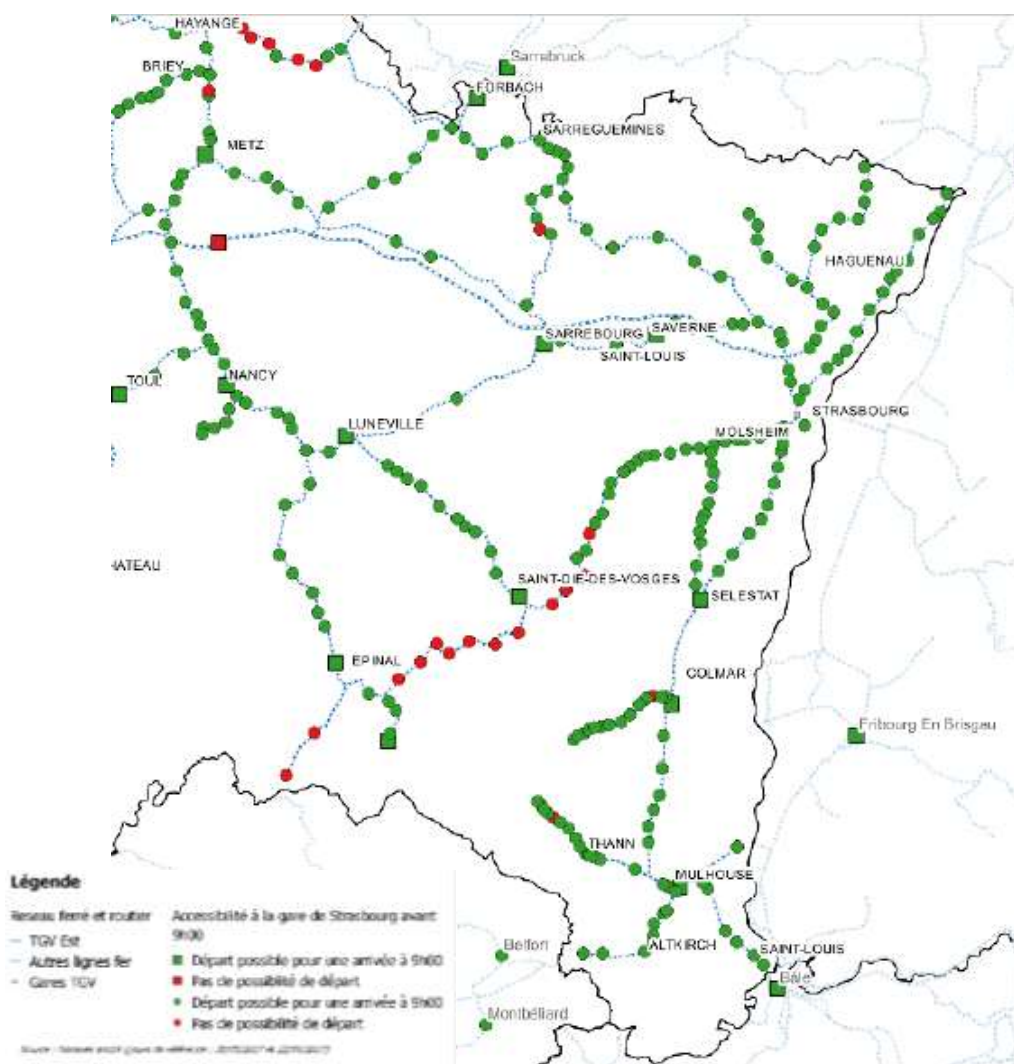 HAYANGE
Sarrebruck
BRIEY
FORBACH
SARREGUEMINES
METZ
HAGUENAU
SARREBOURG
SAVERNE
SAINT-LOUIS
TOUL
NANCY
STRASBOURG
LUNEVILLE
MOLSHEIM
HATEAU
SAINT-DIE-DES-VOSGES
SELESTAT
EPINAL
COLMAR
Fribourg En Brisgau
THANN
MULHOUSE
ALTKIRCH
SAINT-LOUIS
Belfort
Bâle
Montbéliard
Légende
Reseau ferré et routier
TGV Est
Autres lignes fer
Gares TGV
Accessibilité à la gare de Strasbourg avant
9h00
Départ possible pour une arrivée à 9h00
Pas de possibilité de départ
Départ possible pour une arrivée à 9h00
Pas de possibilité de départ